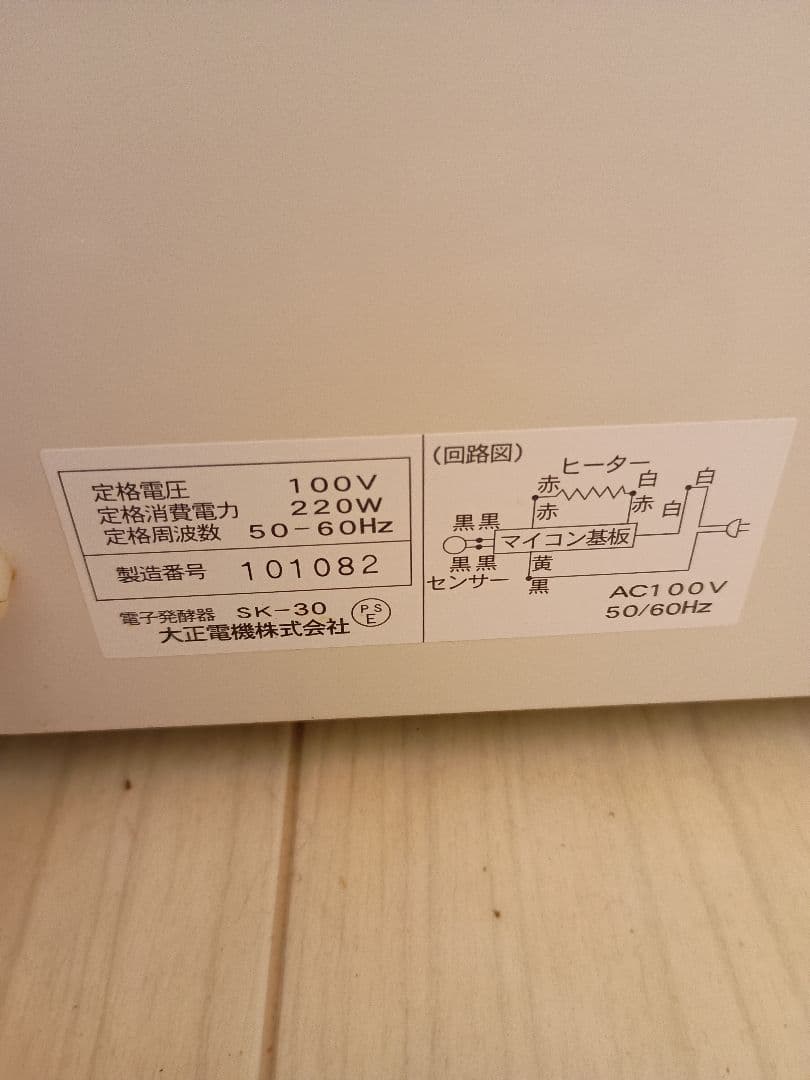 定格電圧 100V
定格消費電力 220W
定格周波数 50-60Hz
製造番号 101082
電子発酵器 SK-30
PSE
大正電機株式会社
(回路図)
ヒーター
赤 白 白
赤 赤 白
黒黒
マイコン基板
黒黒 黄
センサー 黒
AC100V
50/60Hz